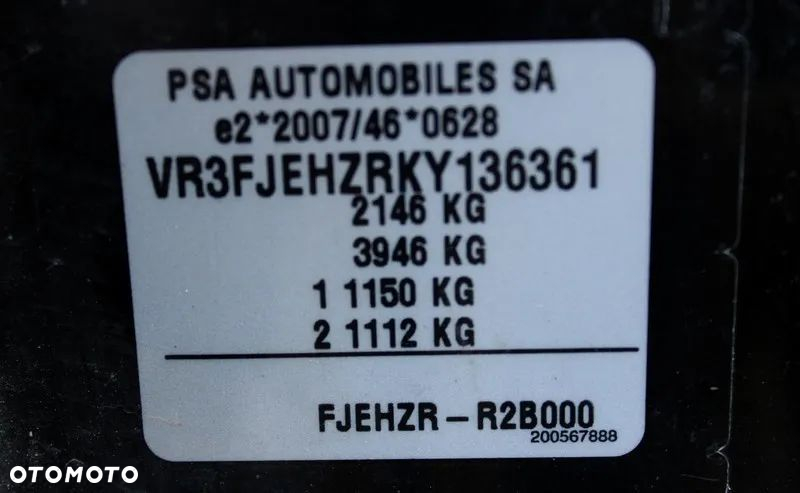 PSA AUTOMOBILES SA
e2*2007/46*0628
VR3FJEHZRKY136361
2146 KG
3946 KG
1 1150 KG
2 1112 KG
FJEHZR - R2B000
200567888
OTOMOTO